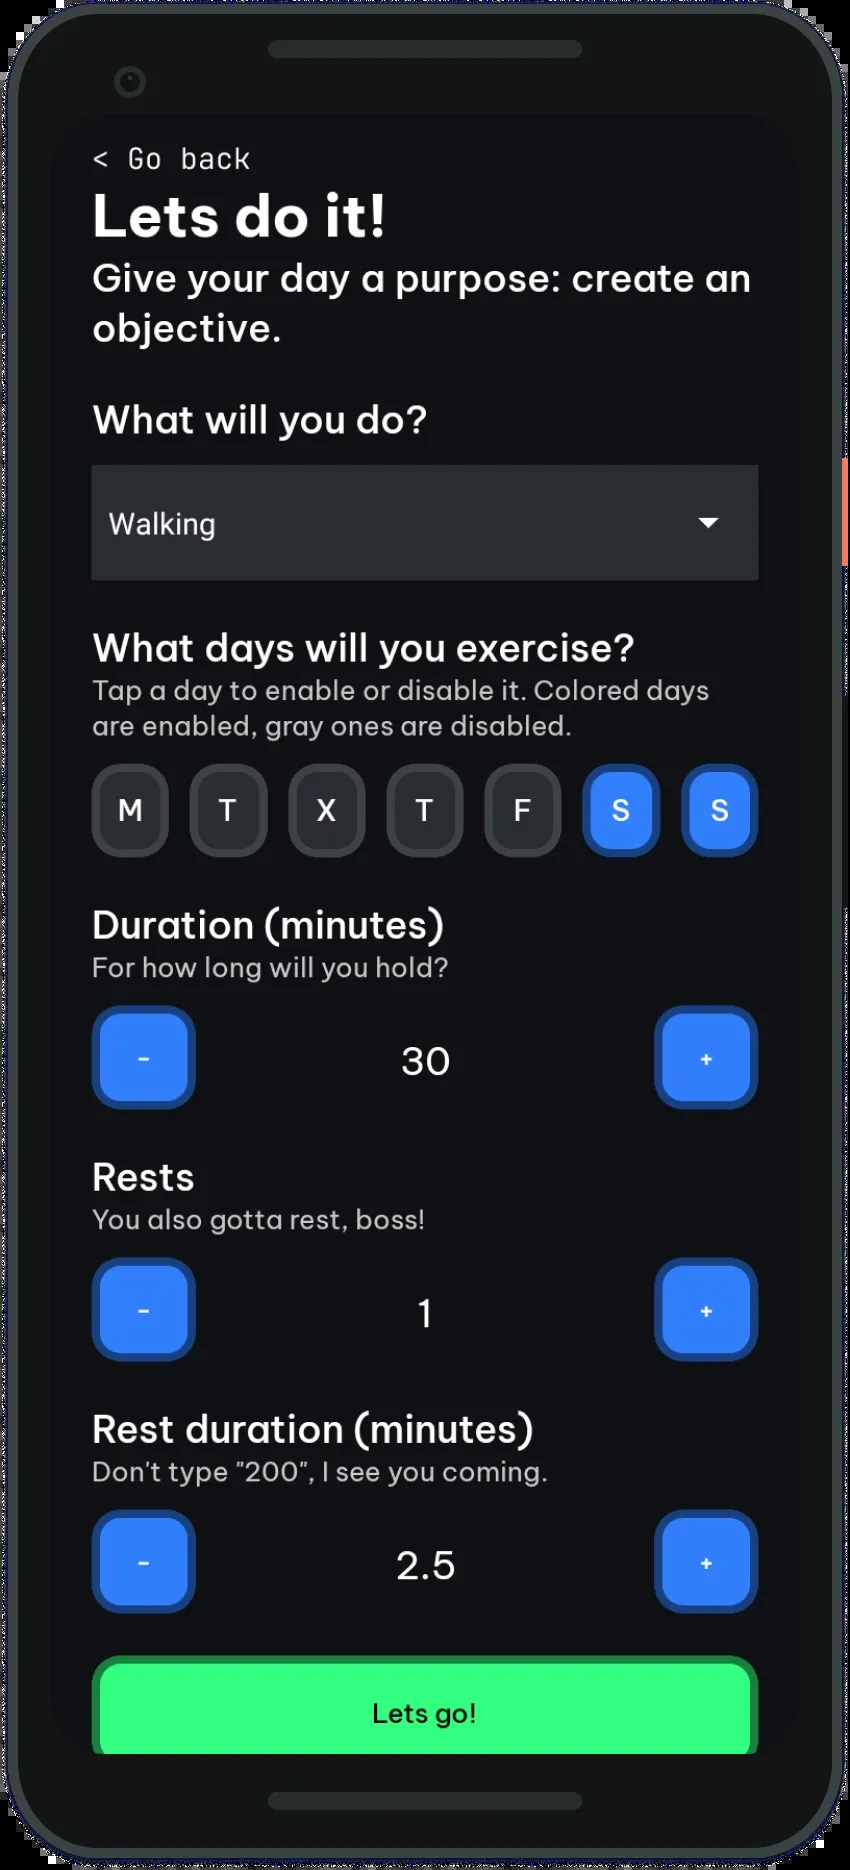 < Go back
Lets do it!
Give your day a purpose: create an
objective.
What will you do?
Walking
What days will you exercise?
Tap a day to enable or disable it. Colored days
are enabled, gray ones are disabled.
M T X T F S S
Duration (minutes)
For how long will you hold?
- 30 +
Rests
You also gotta rest, boss!
- 1 +
Rest duration (minutes)
Don't type "200", I see you coming.
- 2.5 +
Lets go!